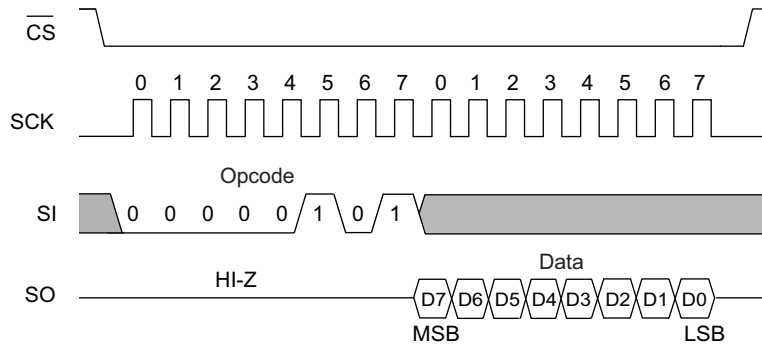 CS
0 1 2 3 4 5 6 7 0 1 2 3 4 5 6 7
SCK
Opcode
SI 0 0 0 0 0 1 0 1
Data
HI-Z
SO D7 D6 D5 D4 D3 D2 D1 D0
MSB LSB